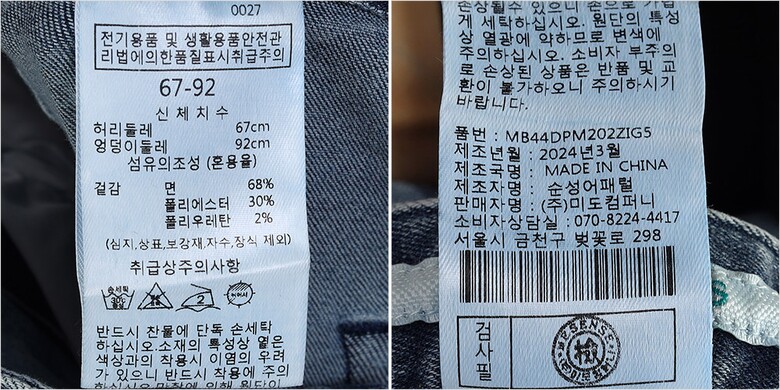 0027
전기용품 및 생활용품안전관
리법에의한품질표시취급주의
67-92
신체치수
허리둘레 67cm
엉덩이둘레 92cm
섬유의조성 (혼용율)
겉감 면 68%
폴리에스터 30%
폴리우레탄 2%
(심지,상표,보강재,자수,장식 제외)
취급상주의사항
손세탁
30℃
2
반드시 찬물에 단독 손세탁
하십시오.소재의 특성상 옅은
색상과의 착용시 이염의 우려
가 있으니 반드시 착용에 주의
손상될수 있으니 손으로 가볍
게 세탁하십시오. 원단의 특성
상 열광에 약하므로 변색에
주의하십시오. 소비자 부주의
로 손상된 상품은 반품 및 교
환이 불가하오니 주의하시기
바랍니다.
품번 : MB44DPM202ZIG5
제조년월 : 2024년3월
제조국명 : MADE IN CHINA
제조자명 : 순성어패럴
판매자명 : (주)미도컴퍼니
소비자상담실 : 070-8224-4417
서울시 금천구 벚꽃로 298
검사필